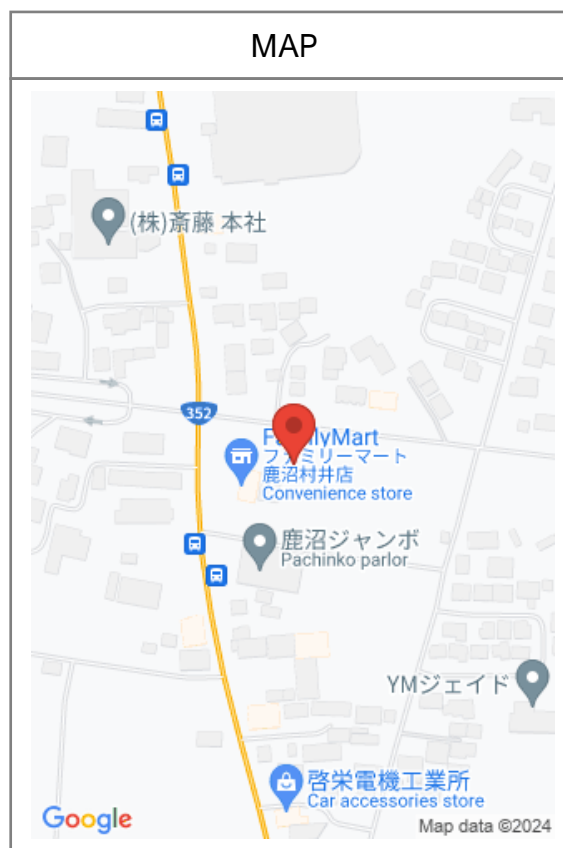 MAP
(株)斎藤 本社
352
FamilyMart
ファミリーマート
鹿沼村井店
Convenience store
鹿沼ジャンボ
Pachinko parlor
YMジェイド
啓栄電機工業所
Car accessories store
Google
Map data ©2024